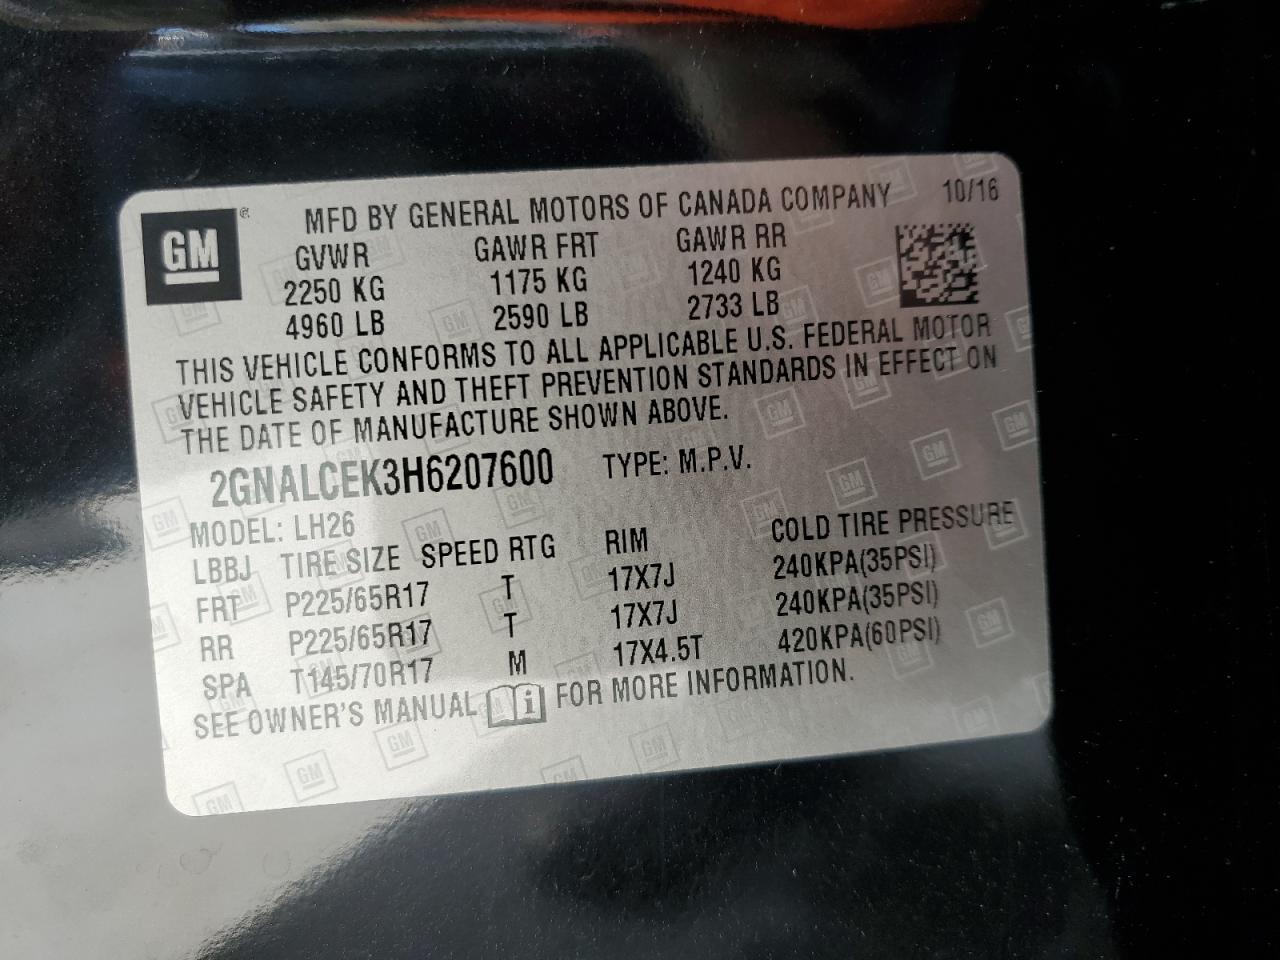 GM
MFD BY GENERAL MOTORS OF CANADA COMPANY 10/16
GVWR GAWR FRT GAWR RR
2250 KG 1175 KG 1240 KG
4960 LB 2590 LB 2733 LB
THIS VEHICLE CONFORMS TO ALL APPLICABLE U.S. FEDERAL MOTOR
VEHICLE SAFETY AND THEFT PREVENTION STANDARDS IN EFFECT ON
THE DATE OF MANUFACTURE SHOWN ABOVE.
2GNALCEK3H6207600 TYPE: M.P.V.
MODEL: LH26
LBBJ TIRE SIZE SPEED RTG RIM COLD TIRE PRESSURE
FRT P225/65R17 T 17X7J 240KPA(35PSI)
RR P225/65R17 T 17X7J 240KPA(35PSI)
SPA T145/70R17 M 17X4.5T 420KPA(60PSI)
SEE OWNER'S MANUAL i FOR MORE INFORMATION.